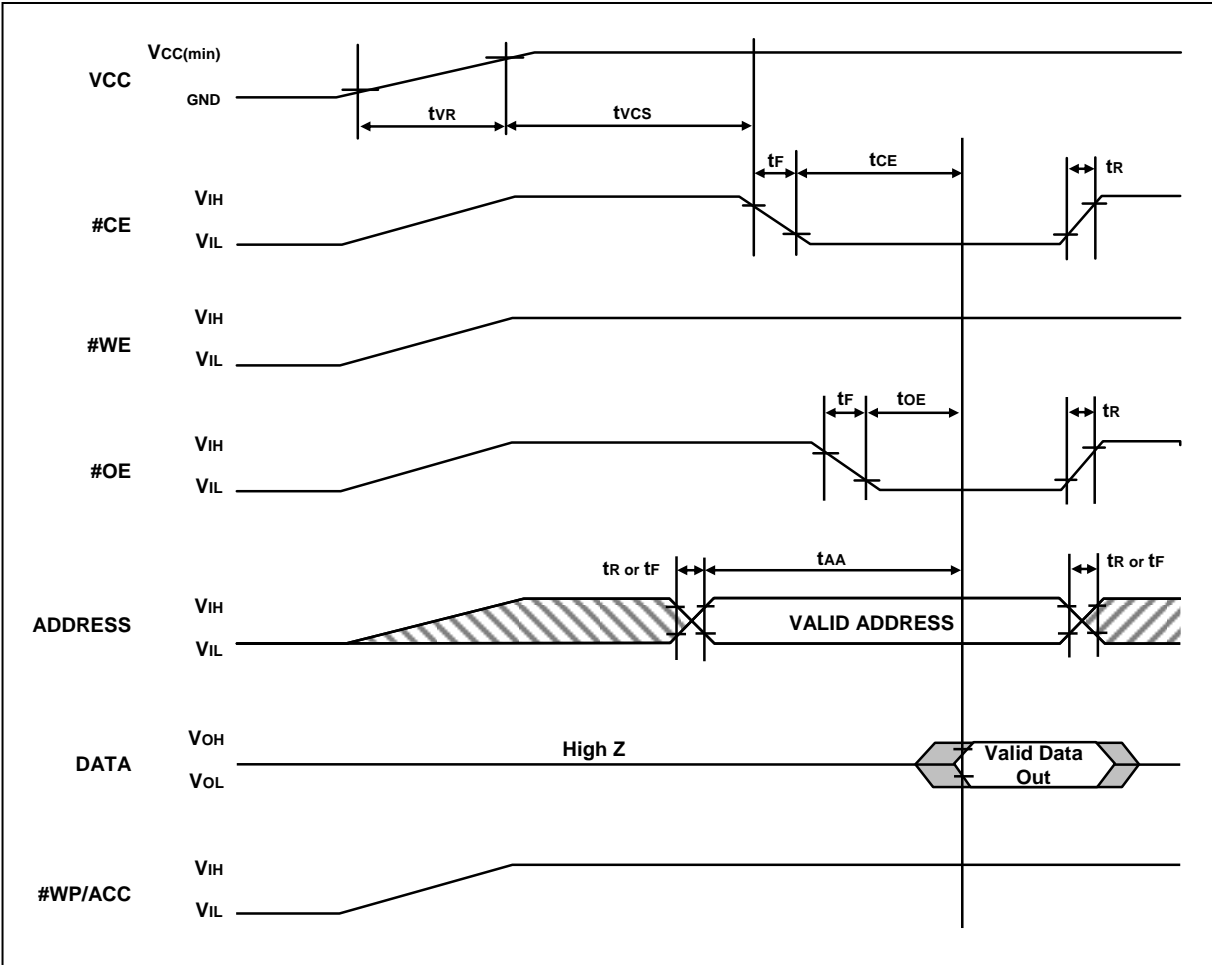 VCC(min)
VCC
GND
tVR
tVCS
tF
tCE
tR
VIH
#CE
VIL
VIH
#WE
VIL
tF
tOE
tR
VIH
#OE
VIL
tR or tF
tAA
tR or tF
VIH
ADDRESS
VALID ADDRESS
VIL
VOH
High Z
DATA
Valid Data
Out
VOL
VIH
#WP/ACC
VIL